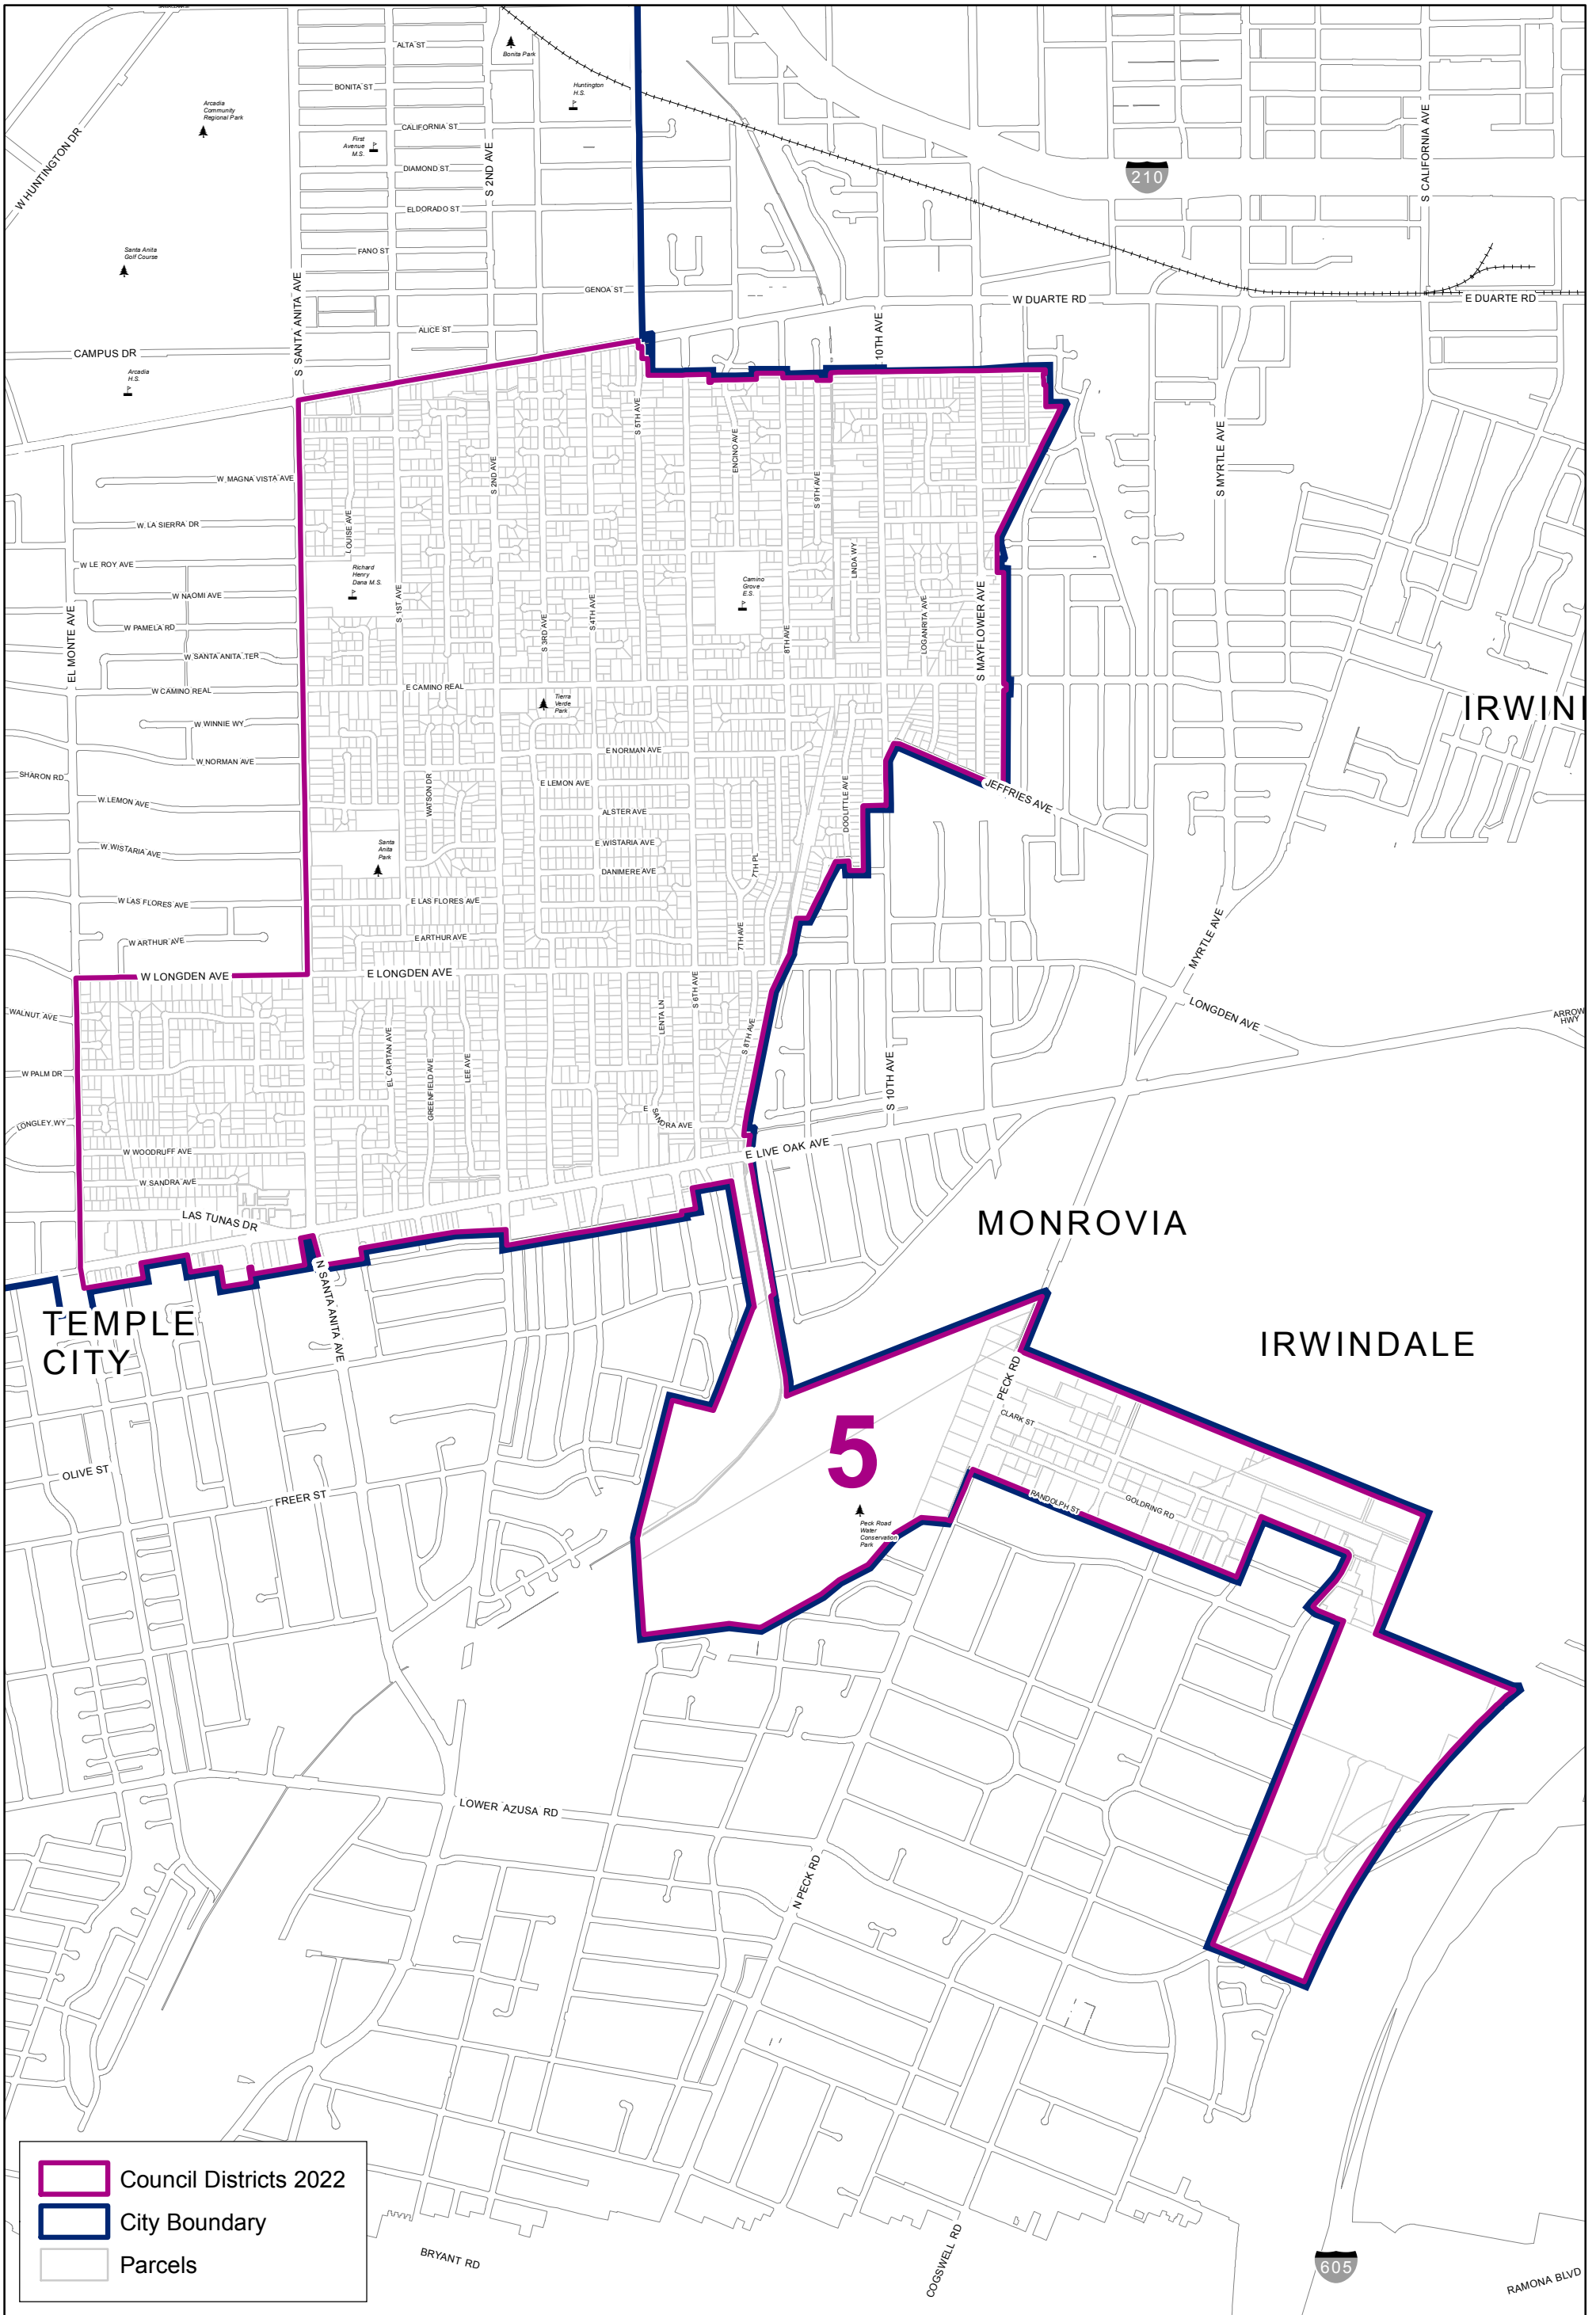 ALTA ST
Bonita Park
BONITA ST
Huntington
H.S.
Arcadia
Community
Regional Park
W HUNTINGTON DR
CALIFORNIA ST
First
Avenue
M.S.
DIAMOND ST
S 2ND AVE
S CALIFORNIA AVE
210
ELDORADO ST
FANO ST
Santa Anita
Golf Course
GENOA ST
S SANTA ANITA AVE
W DUARTE RD
E DUARTE RD
10TH AVE
ALICE ST
CAMPUS DR
Arcadia
H.S.
S 5TH AVE
ENCINO AVE
S 2ND AVE
S 9TH AVE
S MYRTLE AVE
W MAGNA VISTA AVE
W LA SIERRA DR
LOUISE AVE
W LE ROY AVE
Richard
Henry
Dana M.S.
Camino
Grove
E.S.
LINDA WY
W NAOMI AVE
S 1ST AVE
S 4TH AVE
S 3RD AVE
EL MONTE AVE
W PAMELA RD
8TH AVE
LOGANRITA AVE
S MAYFLOWER AVE
W SANTA ANITA TER
W CAMINO REAL
E CAMINO REAL
Tierra
Verde
Park
IRWINI
W WINNIE WY
E NORMAN AVE
W NORMAN AVE
SHARON RD
E LEMON AVE
WATSON DR
JEFFRIES AVE
W LEMON AVE
ALSTER AVE
DOOLITTLE AVE
E WISTARIA AVE
W WISTARIA AVE
Santa
Anita
Park
DANIMERE AVE
7TH PL
W LAS FLORES AVE
E LAS FLORES AVE
W ARTHUR AVE
E ARTHUR AVE
7TH AVE
MYRTLE AVE
W LONGDEN AVE
E LONGDEN AVE
S 6TH AVE
LONGDEN AVE
WALNUT AVE
LENTA LN
ARROW
HWY
S 8TH AVE
EL CAPITAN AVE
GREENFIELD AVE
LEE AVE
W PALM DR
S 10TH AVE
LONGLEY WY
E SANDRA AVE
W WOODRUFF AVE
E LIVE OAK AVE
W SANDRA AVE
LAS TUNAS DR
MONROVIA
N SANTA ANITA AVE
TEMPLE
CITY
IRWINDALE
PECK RD
CLARK ST
5
OLIVE ST
FREER ST
RANDOLPH ST
GOLDRING RD
Peck Road
Water
Conservation
Park
LOWER AZUSA RD
N PECK RD
Council Districts 2022
City Boundary
Parcels
BRYANT RD
COGSWELL RD
605
RAMONA BLVD